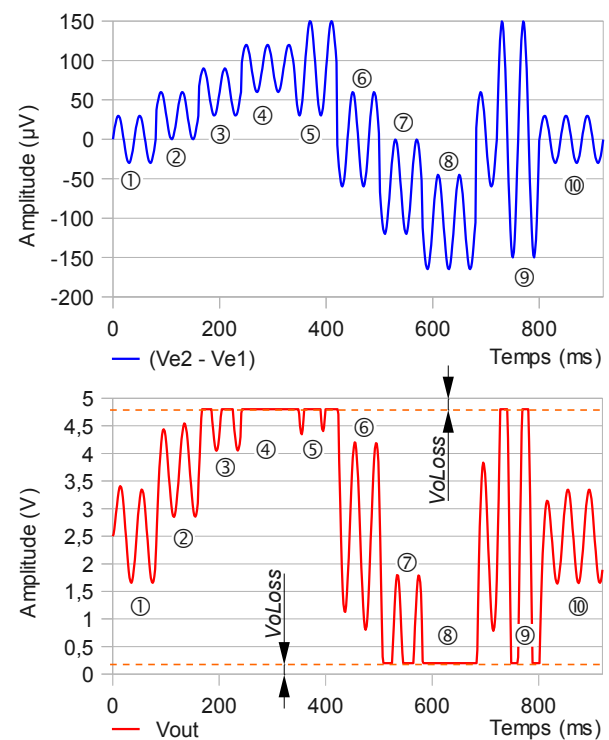 Amplitude (µV)
150
100
50
0
-50
-100
-150
-200
① ② ③ ④ ⑤ ⑥ ⑦ ⑧ ⑨ ⑩
0 200 400 600 800
(Ve2 - Ve1)
Temps (ms)
Amplitude (V)
5
4,5
4
3,5
3
2,5
2
1,5
1
0,5
0
① ② ③ ④ ⑤ ⑥ ⑦ ⑧ ⑨ ⑩
VoLoss
VoLoss
0 200 400 600 800
Vout
Temps (ms)